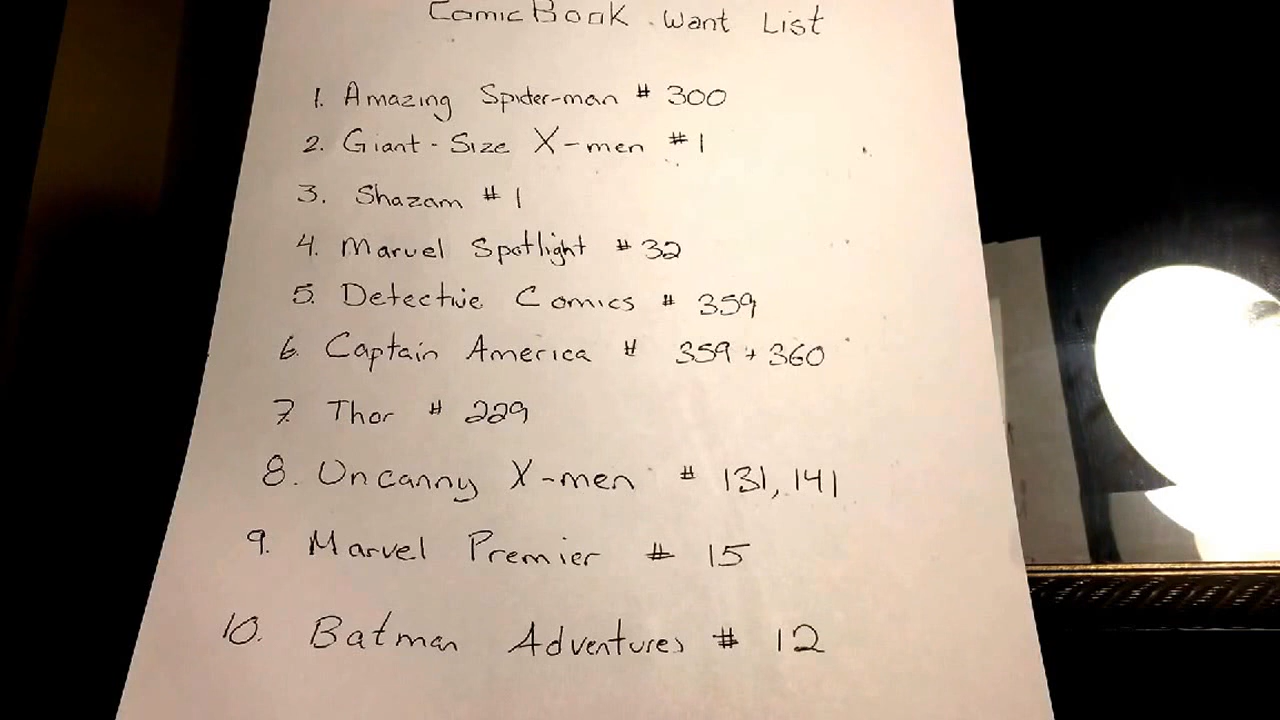 Comic Book Want List
1. Amazing Spider-man # 300
2. Giant-Size X-men # 1
3. Shazam # 1
4. Marvel Spotlight # 32
5. Detective Comics # 359
6. Captain America # 359 + 360
7. Thor # 229
8. Uncanny X-men # 131, 141
9. Marvel Premier # 15
10. Batman Adventures # 12